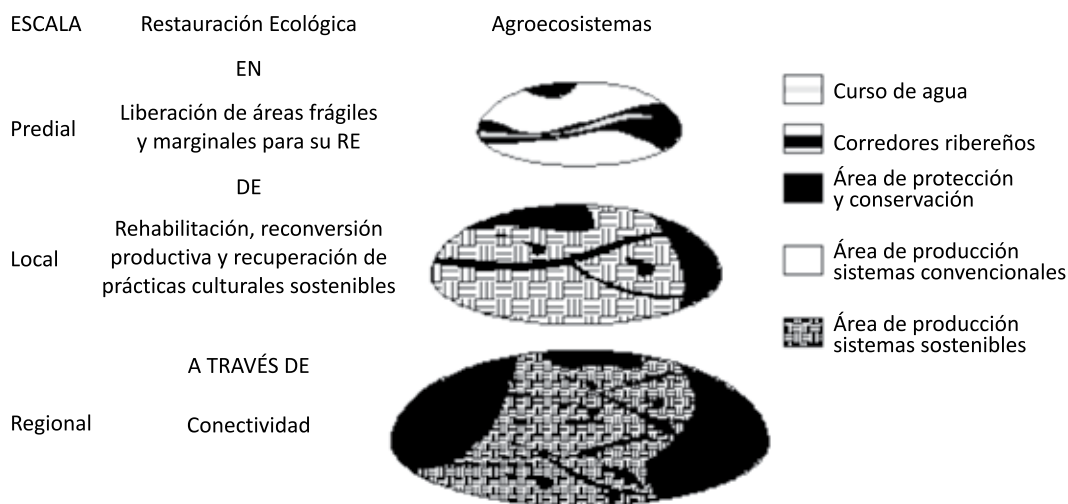 ESCALA Restauración Ecológica Agroecosistemas
EN
Predial
Liberación de áreas frágiles
y marginales para su RE
DE
Local
Rehabilitación, reconversión
productiva y recuperación de
prácticas culturales sostenibles
A TRAVÉS DE
Regional
Conectividad
Curso de agua
Corredores ribereños
Área de protección
y conservación
Área de producción
sistemas convencionales
Área de producción
sistemas sostenibles